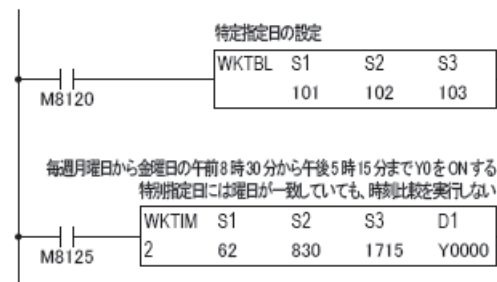 特定指定日の設定
WKTBL S1 S2 S3
101 102 103
M8120
毎週月曜日から金曜日の午前8時30分から午後5時15分までY0をONする
特別指定日には曜日が一致していても、時刻比較を実行しない
WKTIM S1 S2 S3 D1
2 62 830 1715 Y0000
M8125